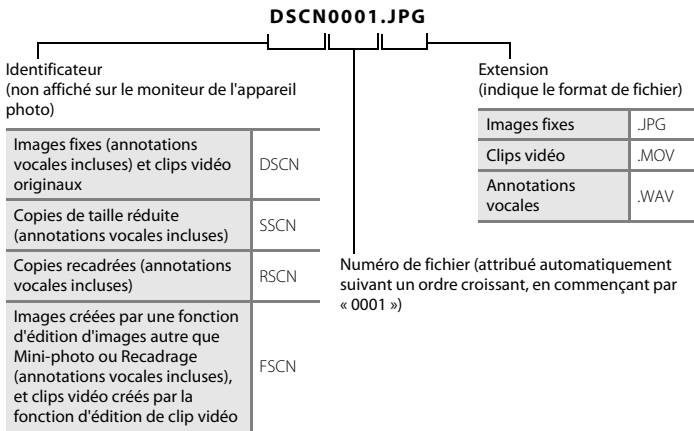 DSCN0001.JPG
Identificateur
(non affiché sur le moniteur de l'appareil
photo)
Images fixes (annotations
vocales incluses) et clips vidéo
originaux
DSCN
Copies de taille réduite
(annotations vocales incluses)
SSCN
Copies recadrées (annotations
vocales incluses)
RSCN
Images créées par une fonction
d'édition d'images autre que
Mini-photo ou Recadrage
(annotations vocales incluses),
et clips vidéo créés par la
fonction d'édition de clip vidéo
FSCN
Extension
(indique le format de fichier)
Images fixes .JPG
Clips vidéo .MOV
Annotations
vocales
.WAV
Numéro de fichier (attribué automatiquement
suivant un ordre croissant, en commençant par
« 0001 »)